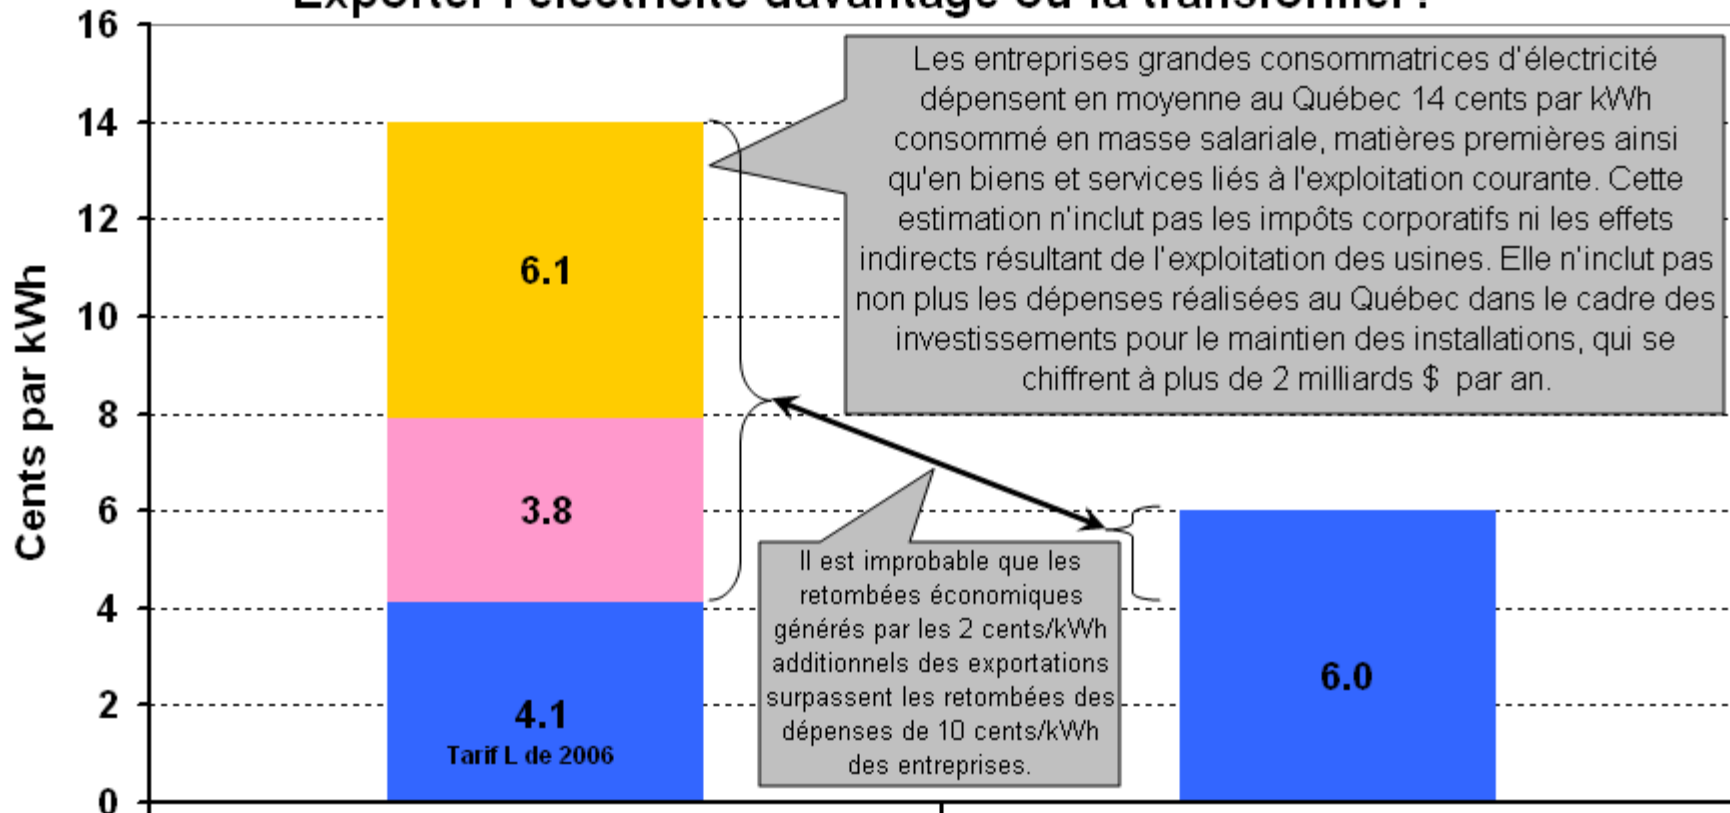 Exporter l'électricité davantage ou la transformer?
16
14
12
10
8
6
4
2
0
Cents par kWh
6.1
3.8
4.1
Tarif L de 2006
Les entreprises grandes consommatrices d'électricité
dépensent en moyenne au Québec 14 cents par kWh
consommé en masse salariale, matières premières ainsi
qu'en biens et services liés à l'exploitation courante. Cette
estimation n'inclut pas les impôts corporatifs ni les effets
indirects résultant de l'exploitation des usines. Elle n'inclut pas
non plus les dépenses réalisées au Québec dans le cadre des
investissements pour le maintien des installations, qui se
chiffrent à plus de 2 milliards $ par an.
Il est improbable que les
retombées économiques
générés par les 2 cents/kWh
additionnels des exportations
surpassent les retombées des
dépenses de 10 cents/kWh
des entreprises.
6.0